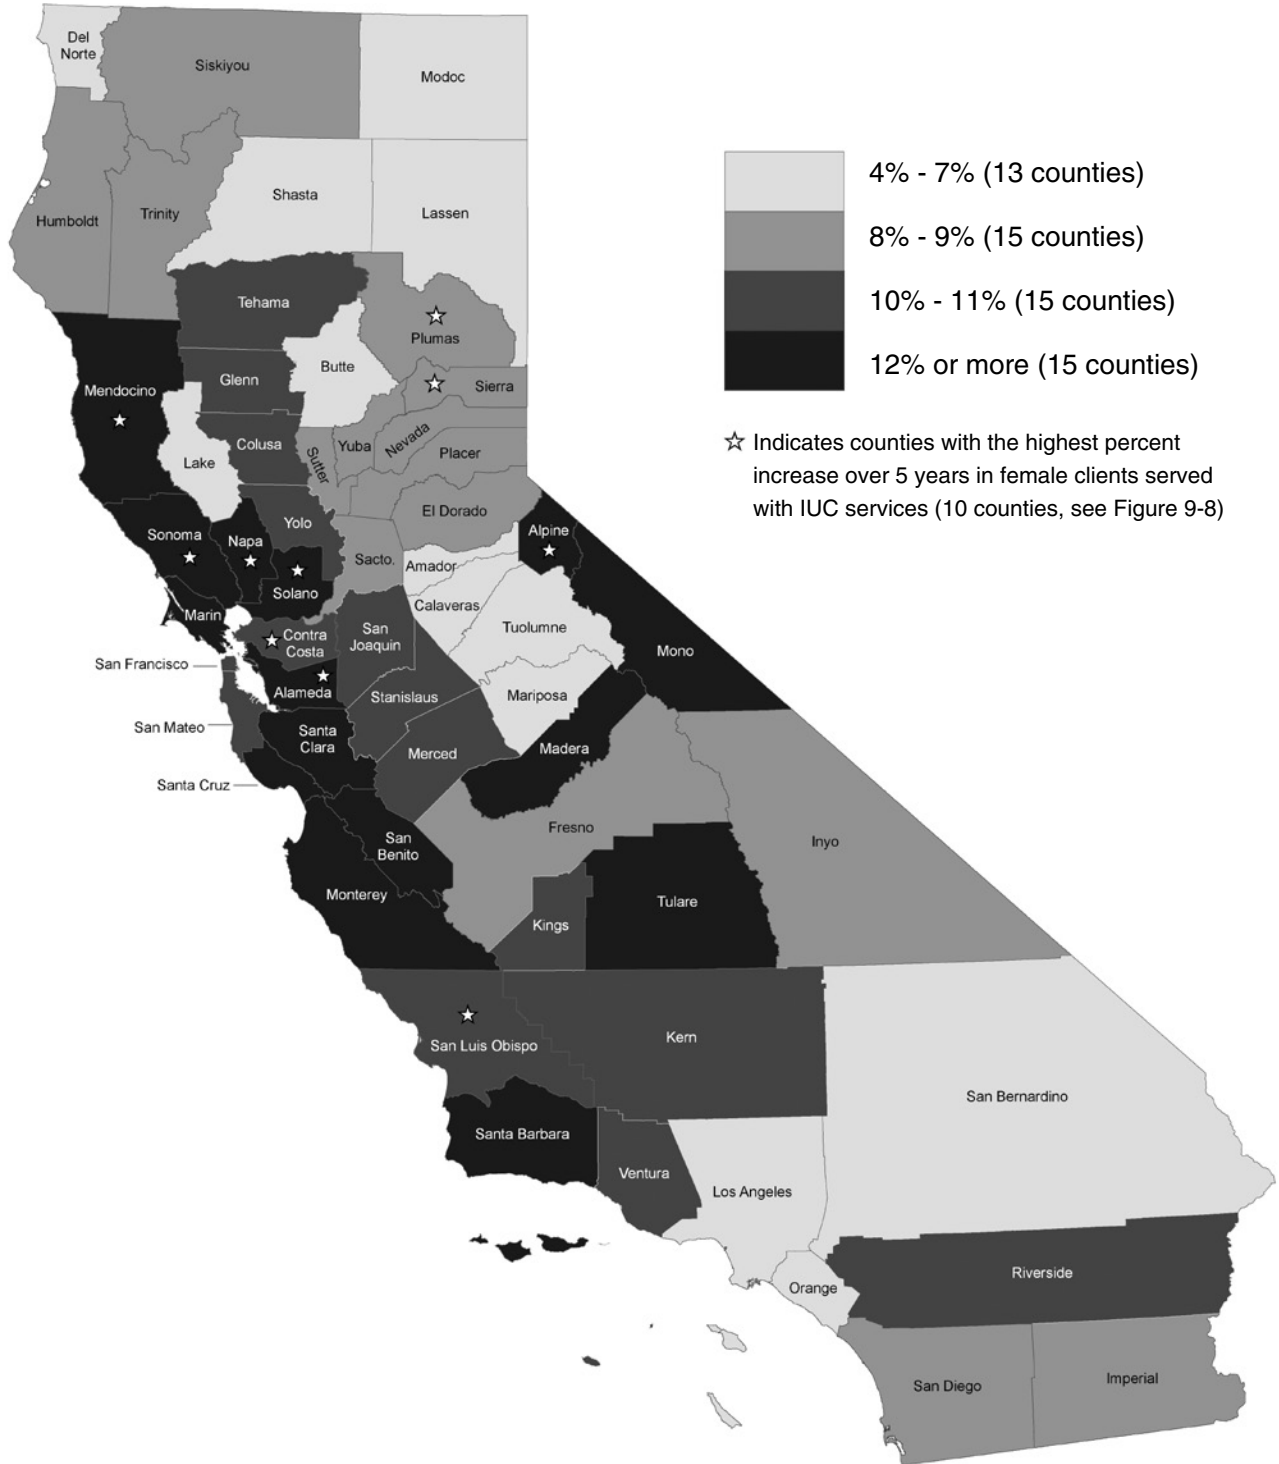 Del
Norte
Siskiyou
Modoc
Shasta
Lassen
Humboldt
Trinity
Tehama
Plumas
Butte
Glenn
Sierra
Mendocino
Colusa
Sutter
Yuba
Nevada
Placer
Lake
El Dorado
Yolo
Sonoma
Napa
Alpine
Sacto.
Amador
Solano
Calaveras
Marin
Tuolumne
Contra
Costa
San
Joaquin
Mono
San Francisco
Alameda
Stanislaus
Mariposa
San Mateo
Santa
Clara
Merced
Madera
Santa Cruz
Fresno
San
Benito
Inyo
Monterey
Tulare
Kings
San Luis Obispo
Kern
San Bernardino
Santa Barbara
Ventura
Los Angeles
Orange
Riverside
San Diego
Imperial
4% - 7% (13 counties)
8% - 9% (15 counties)
10% - 11% (15 counties)
12% or more (15 counties)
Indicates counties with the highest percent
increase over 5 years in female clients served
with IUC services (10 counties, see Figure 9-8)